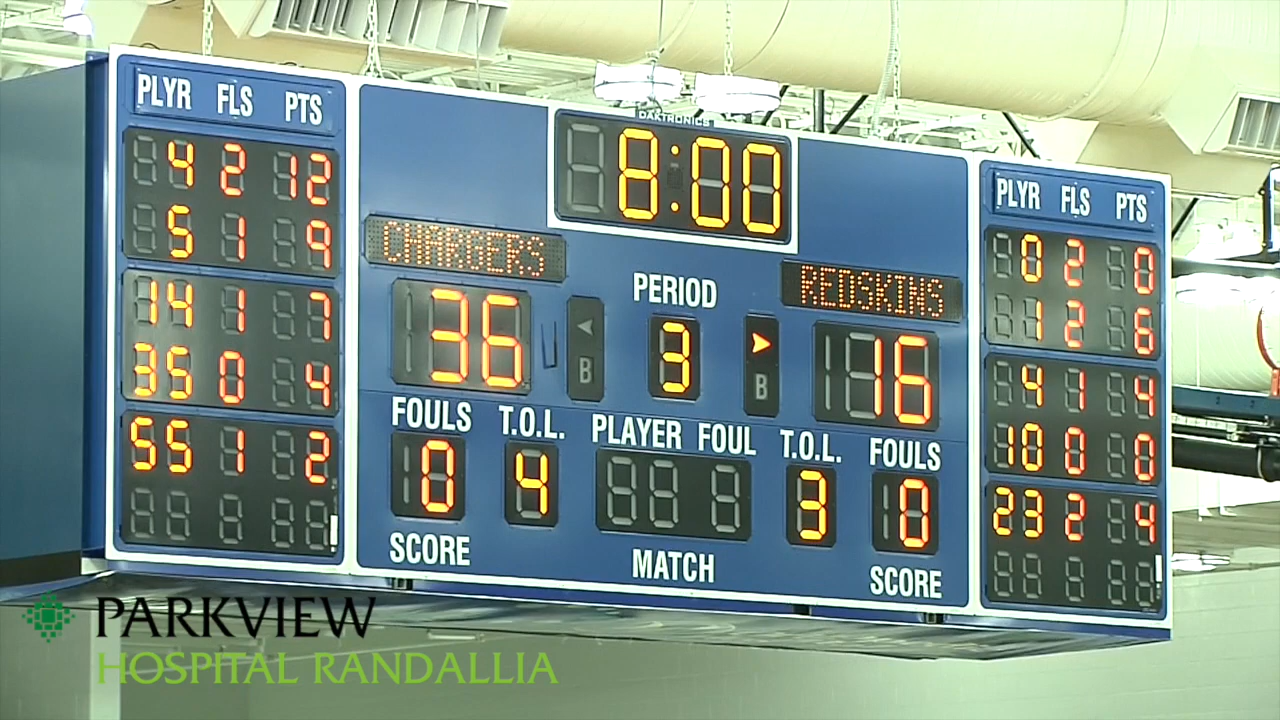 DAKTRONICS
8:00
PLYR FLS PTS
4 2 12
5 1 9
14 1 7
35 0 4
55 1 2
CHARGERS
36
PERIOD
3
B
B
REDSKINS
16
FOULS T.O.L. PLAYER FOUL T.O.L. FOULS
0 4 3 0
SCORE MATCH SCORE
PLYR FLS PTS
0 2 0
1 2 6
4 1 4
10 0 0
23 2 4
PARKVIEW
HOSPITAL RANDALLIA